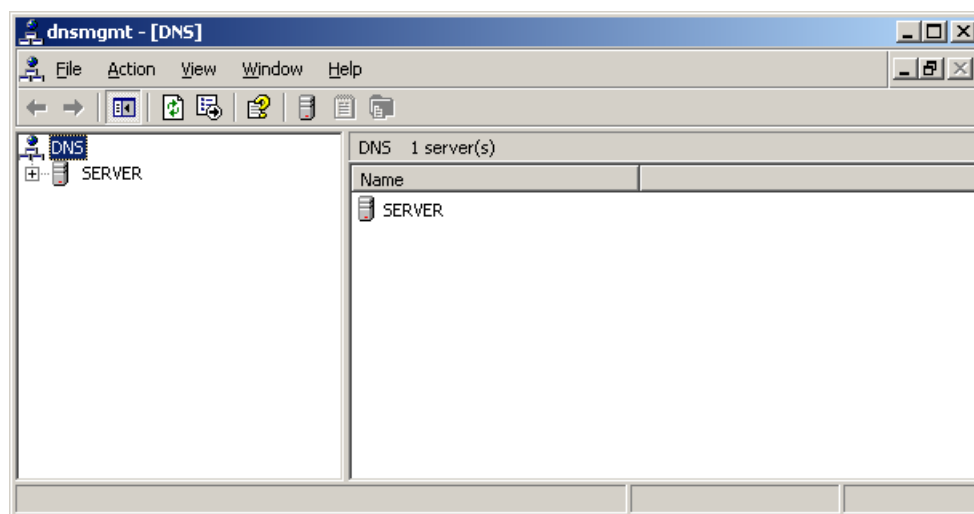 dnsmgmt - [DNS]
File Action View Window Help
DNS
SERVER
DNS 1 server(s)
Name
SERVER